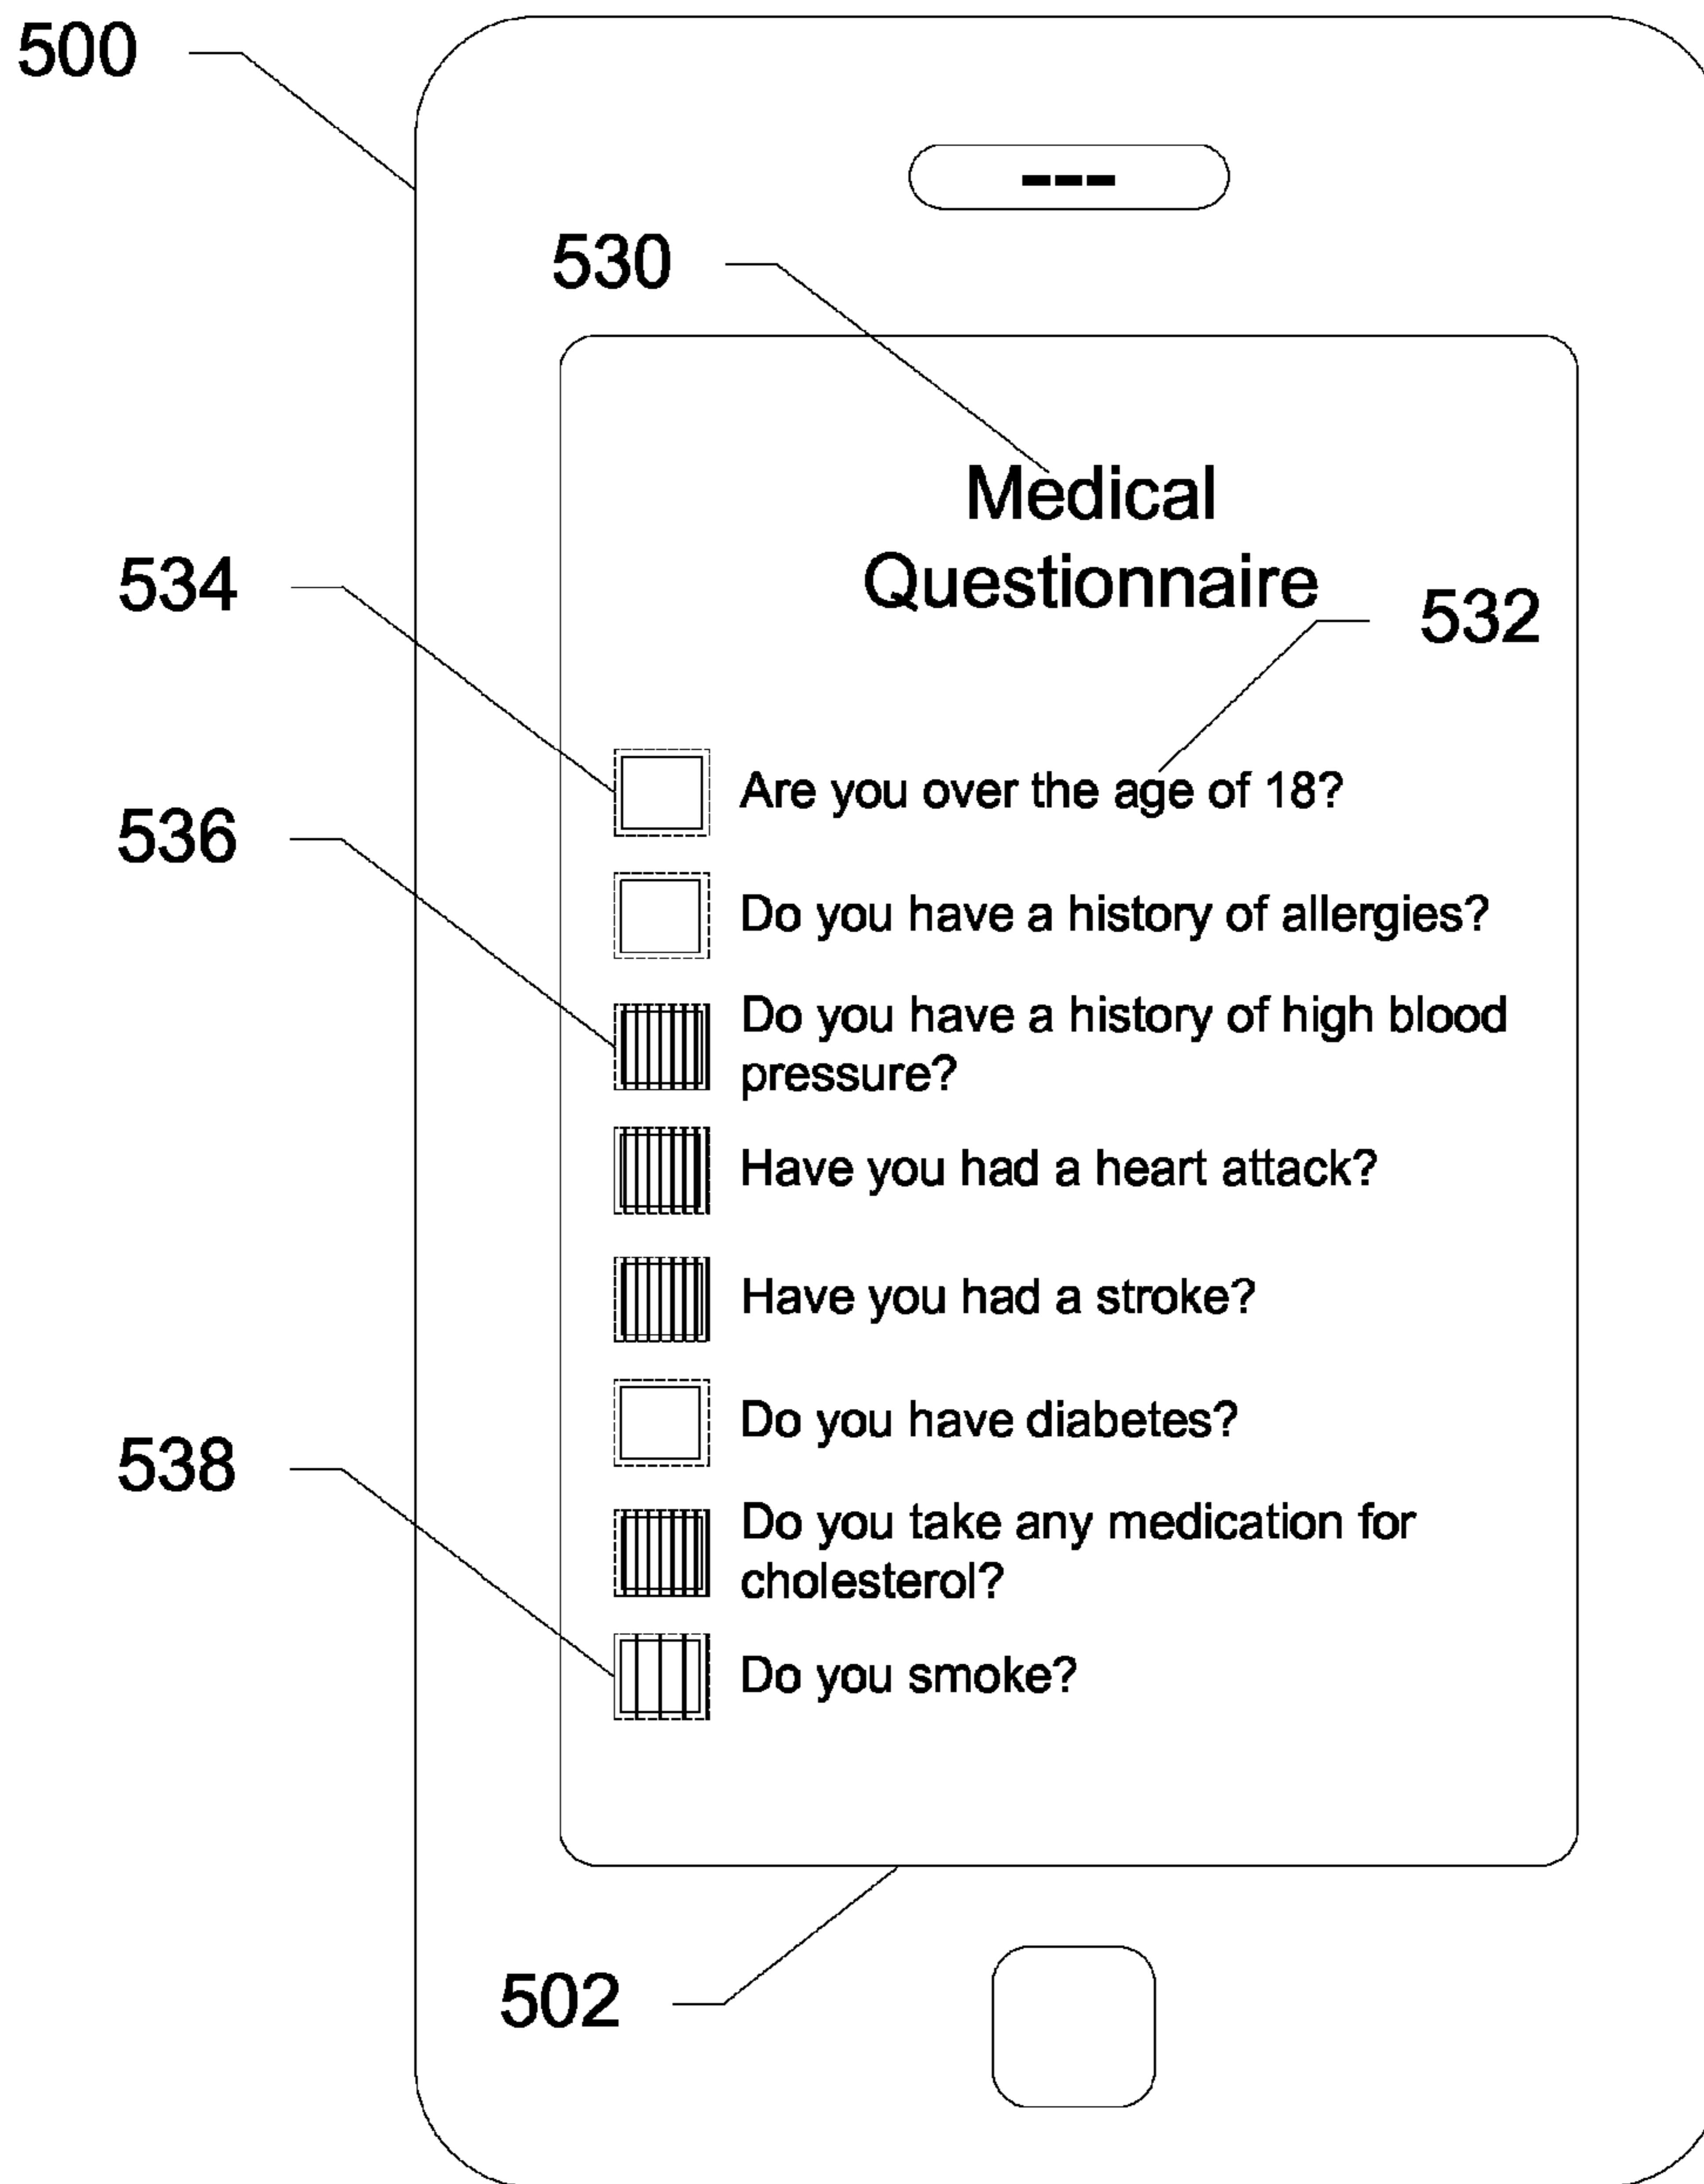 500
530
Medical
Questionnaire
532
534
Are you over the age of 18?
536
Do you have a history of allergies?
Do you have a history of high blood
pressure?
Have you had a heart attack?
Have you had a stroke?
Do you have diabetes?
538
Do you take any medication for
cholesterol?
Do you smoke?
502